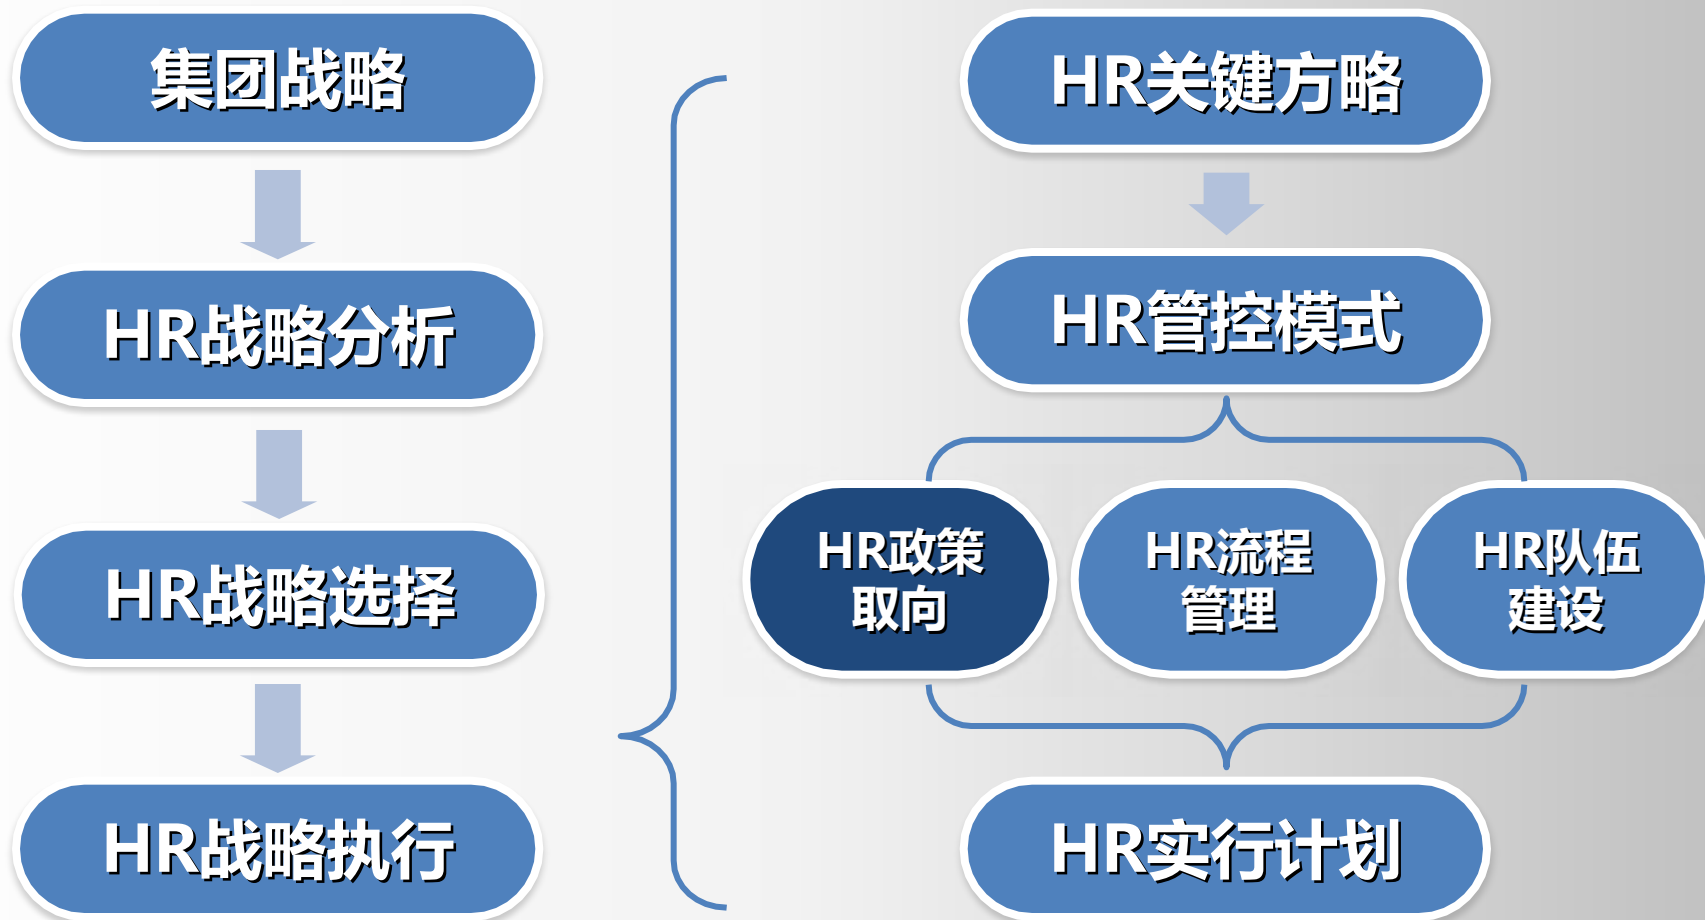 集团战略
HR战略分析
HR战略选择
HR战略执行
HR关键方略
HR管控模式
HR政策
取向
HR流程
管理
HR队伍
建设
HR实行计划